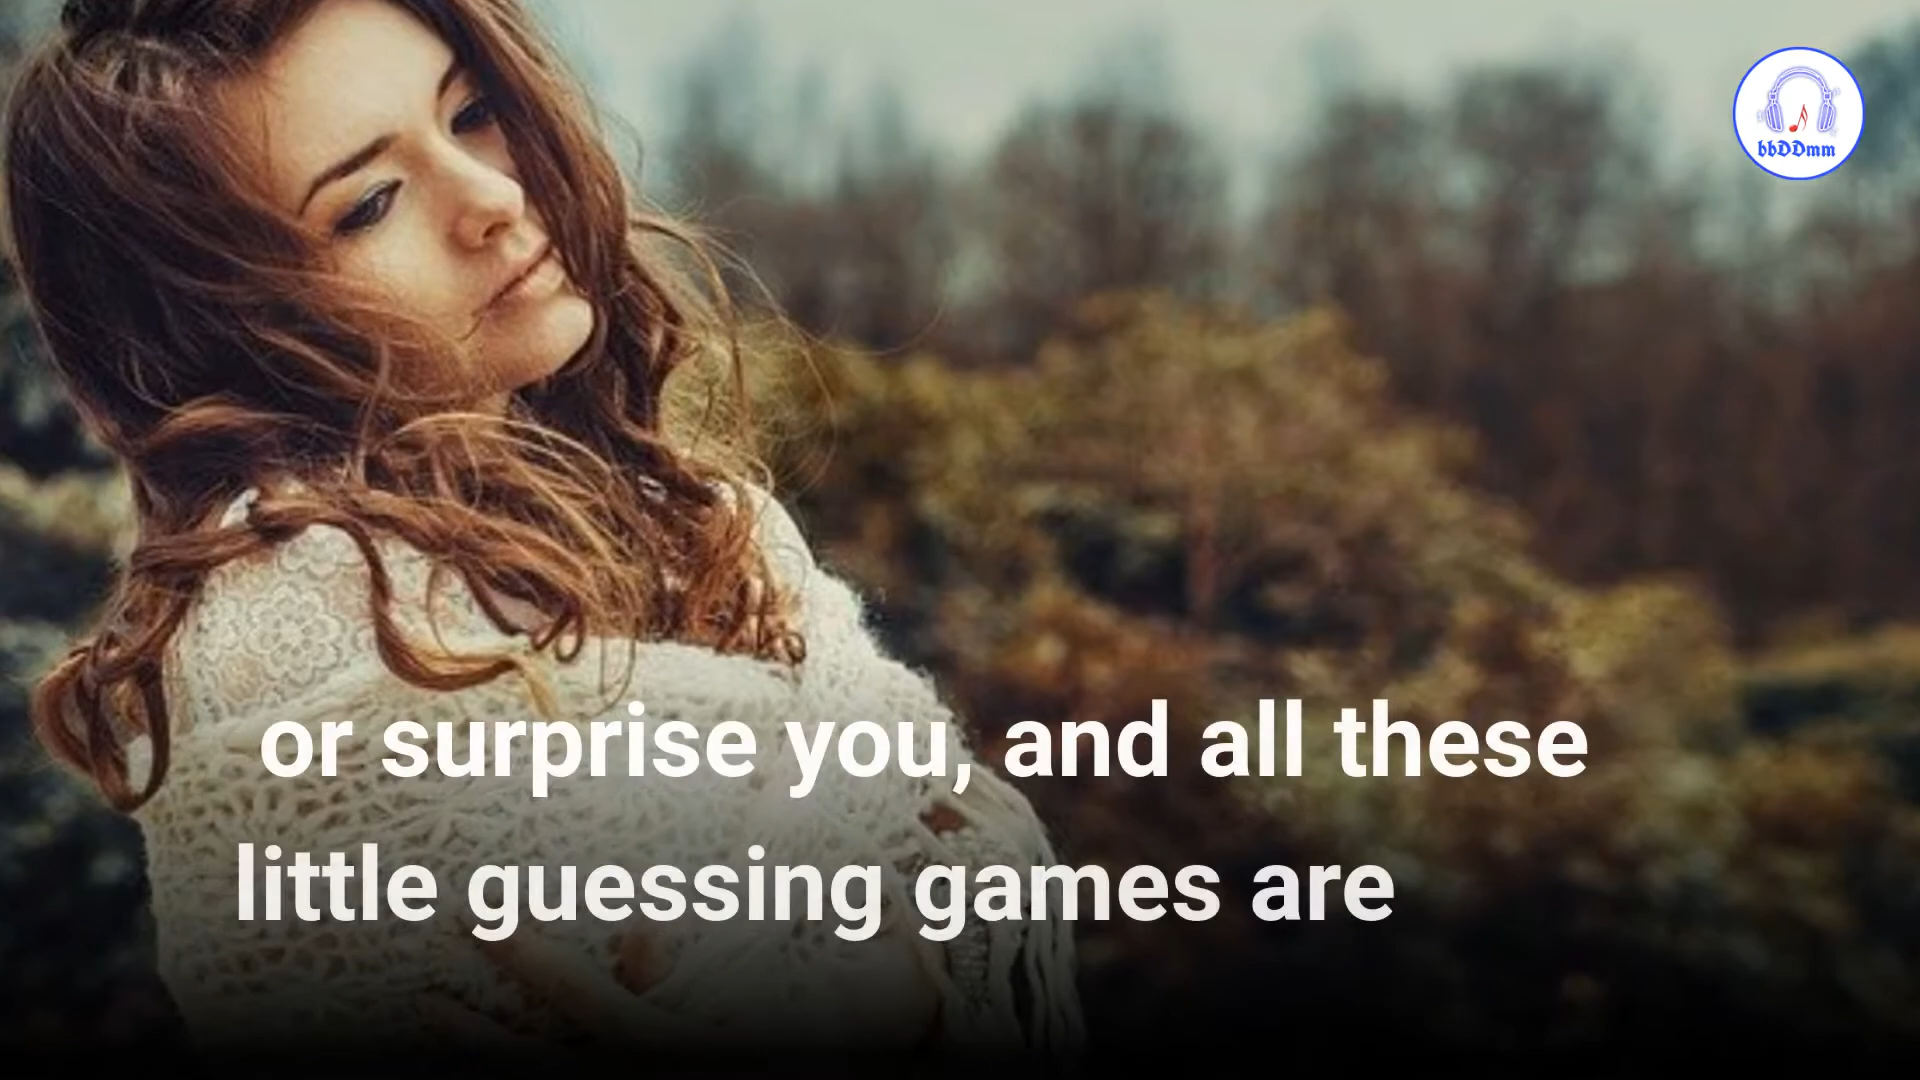 bbDDmm
or surprise you, and all these
little guessing games are